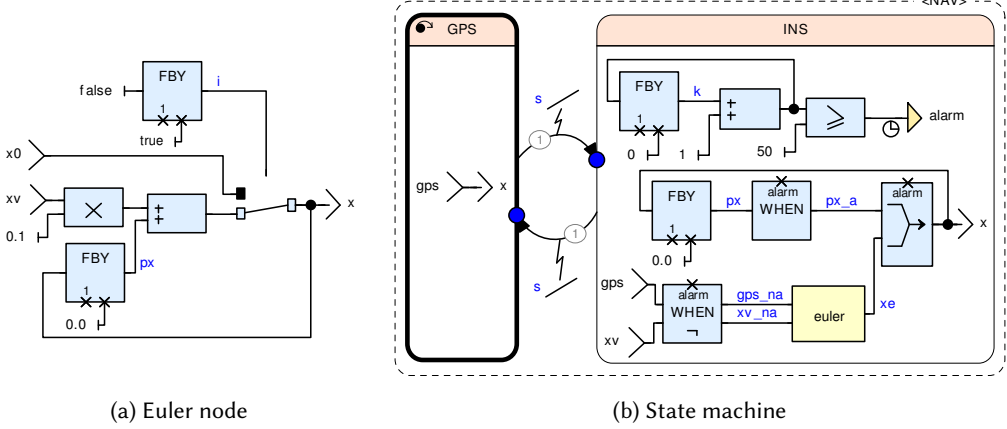 <NAV>
GPS
INS
FBY
i
false
1
true
x0
xv
0.1
FBY
px
1
0.0
x
s
1
gps
x
1
s
FBY
k
1
0
1
50
alarm
FBY
px
alarm
WHEN
px_a
alarm
1
0.0
x
gps
alarm
WHEN
¬
gps_na
xv_na
xv
euler
xe
(a) Euler node
(b) State machine